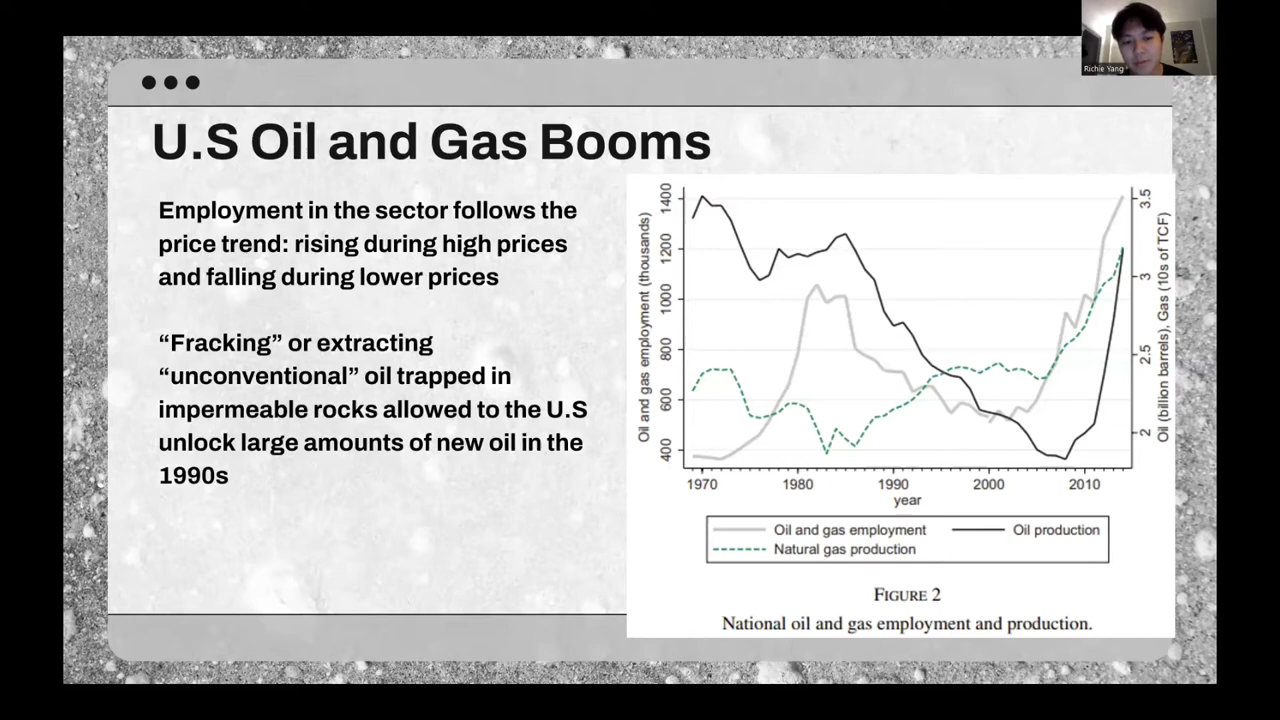 Richie Yang
U.S Oil and Gas Booms
Employment in the sector follows the
price trend: rising during high prices
and falling during lower prices
“Fracking” or extracting
“unconventional” oil trapped in
impermeable rocks allowed to the U.S
unlock large amounts of new oil in the
1990s
Oil and gas employment (thousands)
1400
1200
1000
800
600
400
3.5
3
2.5
2
Oil (billion barrels), Gas (10s of TCF)
1970
1980
1990
2000
2010
year
Oil and gas employment
Oil production
Natural gas production
FIGURE 2
National oil and gas employment and production.